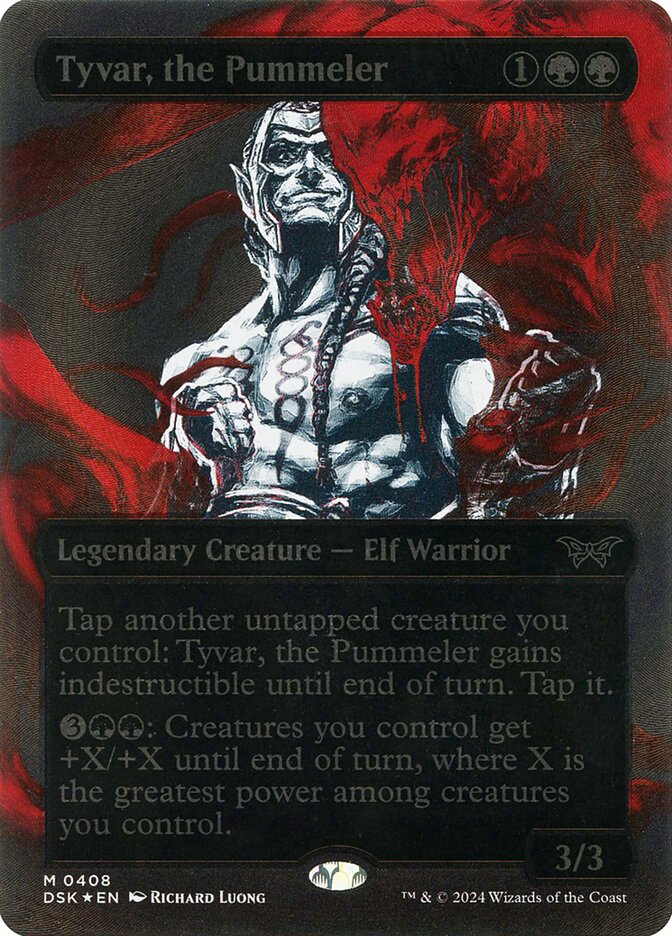 Tyvar, the Pummeler 1
Legendary Creature — Elf Warrior
Tap another untapped creature you
control: Tyvar, the Pummeler gains
indestructible until end of turn. Tap it.
3: Creatures you control get
+X/+X until end of turn, where X is
the greatest power among creatures
you control.
3/3
M 0408
DSK ★ EN Richard Luong
™ & © 2024 Wizards of the Coast